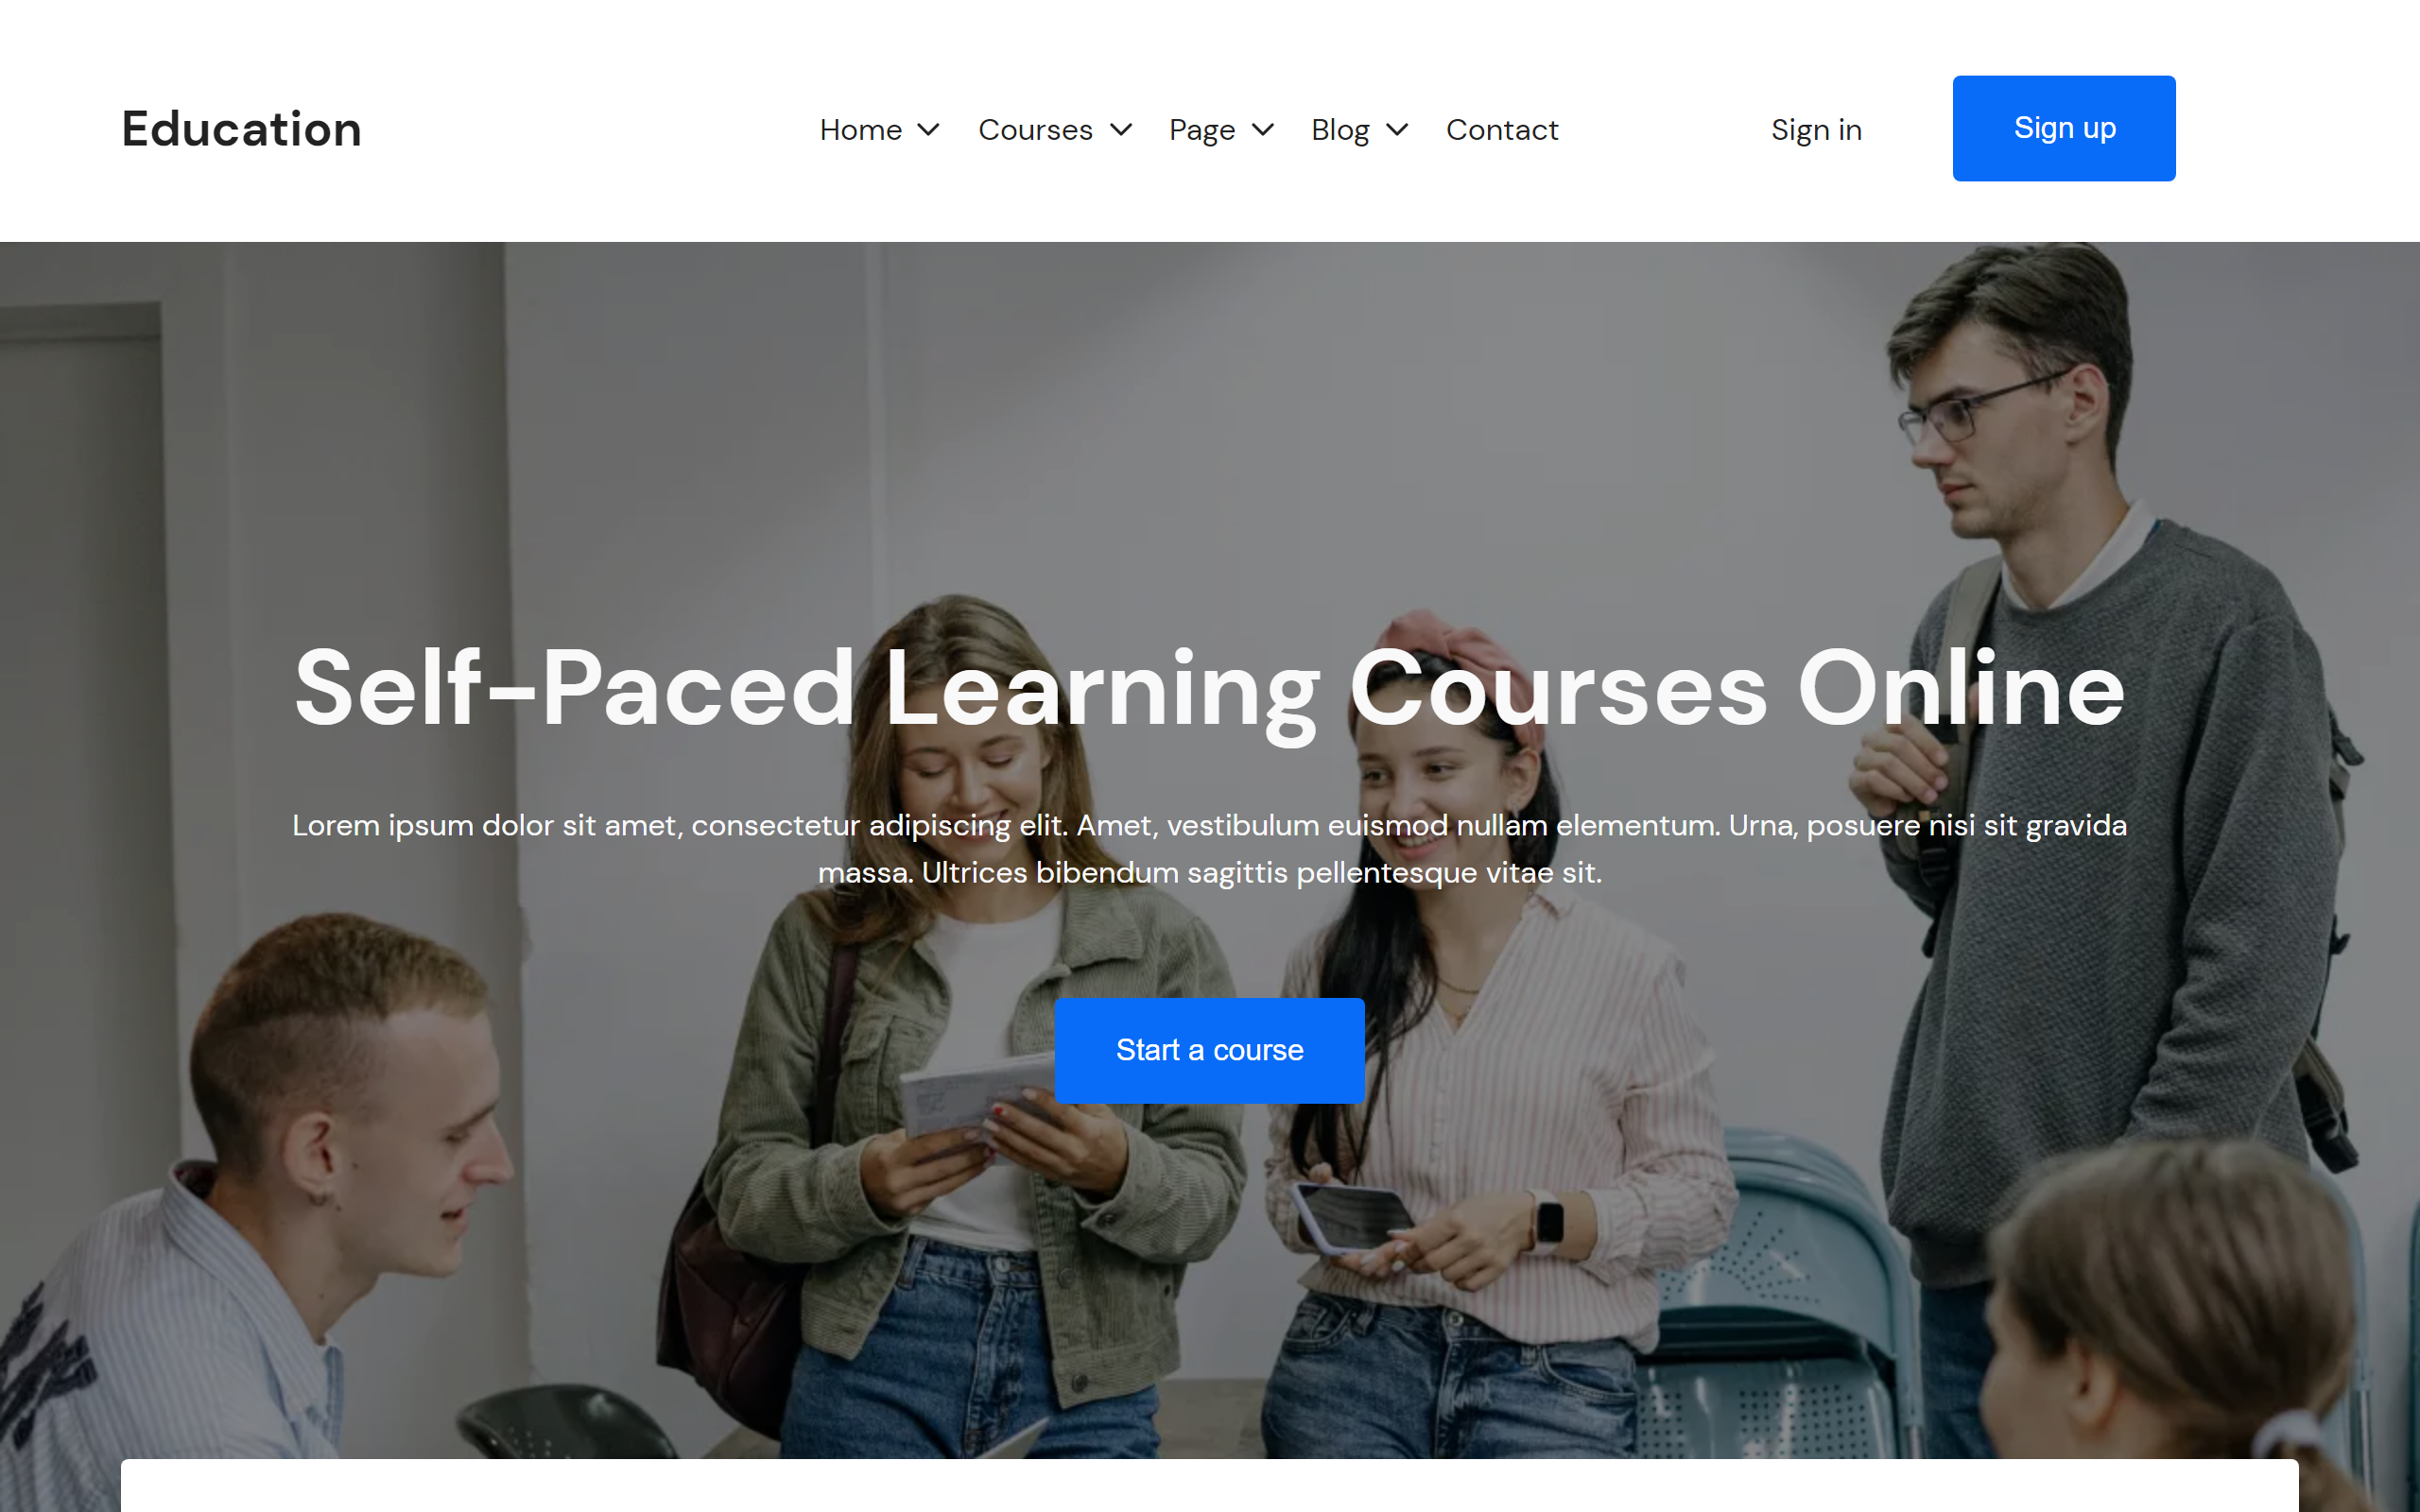 Education
Home Courses Page Blog Contact
Sign in
Sign up
Self-Paced Learning Courses Online
Lorem ipsum dolor sit amet, consectetur adipiscing elit. Amet, vestibulum euismod nullam elementum. Urna, posuere nisi sit gravida
massa. Ultrices bibendum sagittis pellentesque vitae sit.
Start a course